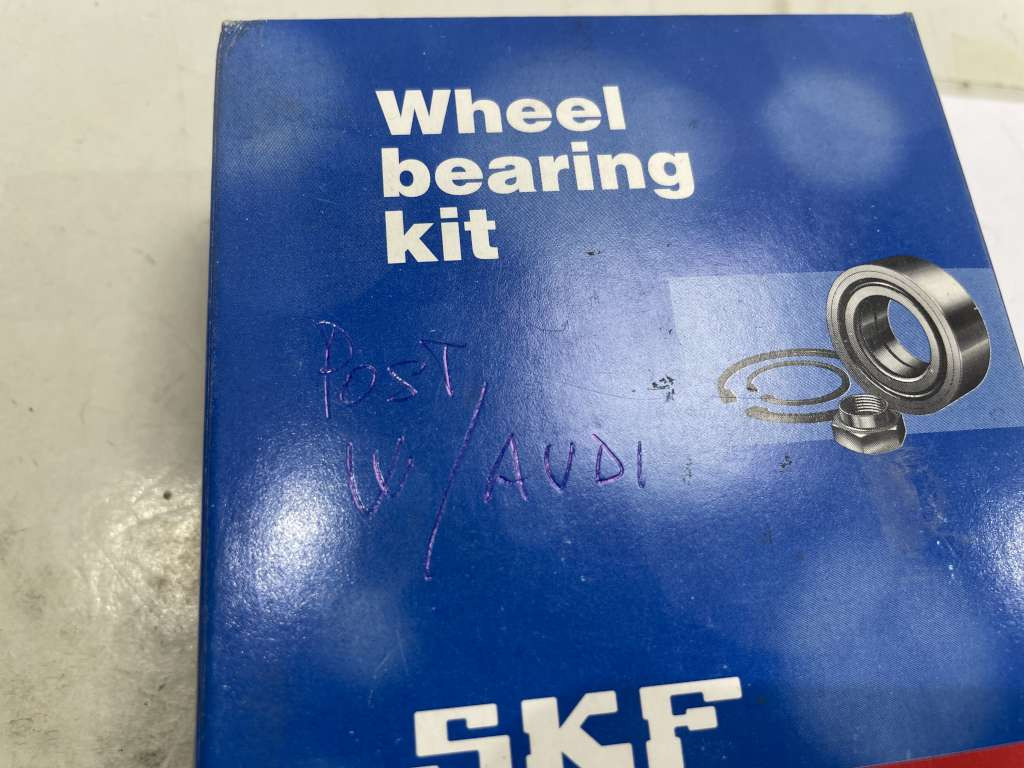 Wheel
bearing
kit
POST
W/AUDI
SKF